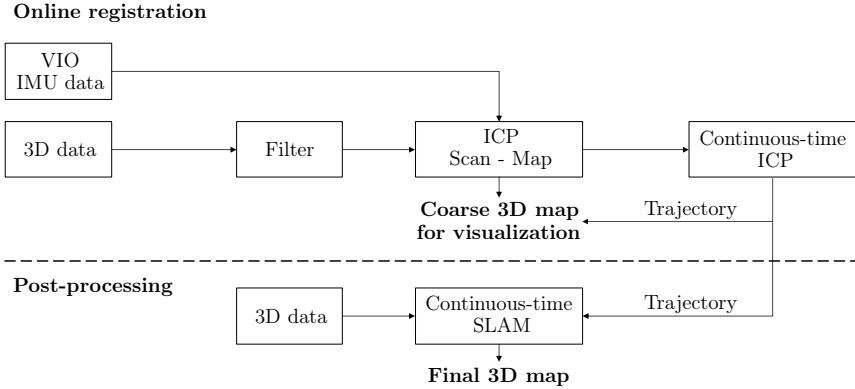 Online registration
VIO
IMU data
3D data
Filter
ICP
Scan - Map
Continuous-time
ICP
Coarse 3D map
for visualization
Trajectory
Post-processing
3D data
Continuous-time
SLAM
Trajectory
Final 3D map